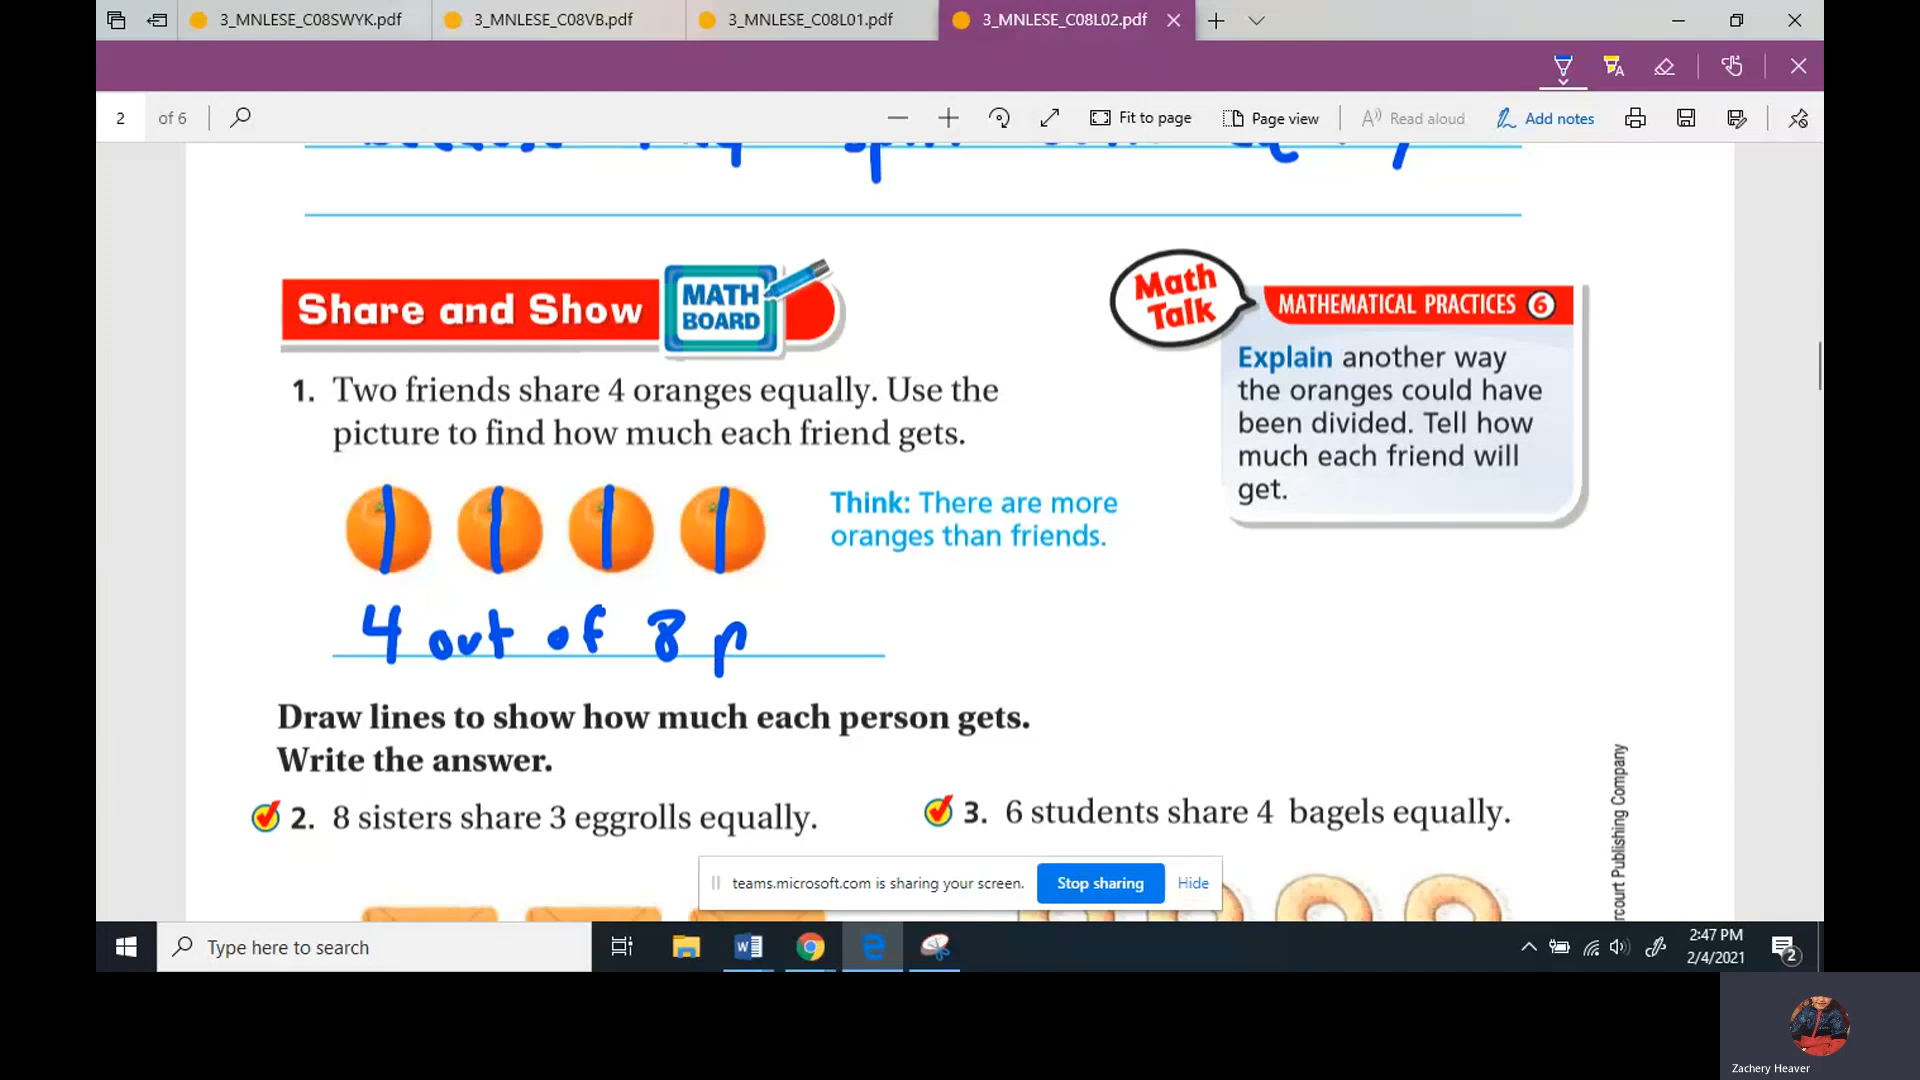 3_MNLESE_C08SWYK.pdf 3_MNLESE_C08VB.pdf 3_MNLESE_C08L01.pdf 3_MNLESE_C08L02.pdf
2 of 6 Fit to page Page view Read aloud Add notes
Share and Show MATH BOARD
Math Talk
MATHEMATICAL PRACTICES 6
Explain another way
the oranges could have
been divided. Tell how
much each friend will
get.
1. Two friends share 4 oranges equally. Use the
picture to find how much each friend gets.
Think: There are more
oranges than friends.
4 out of 8 p
Draw lines to show how much each person gets.
Write the answer.
2. 8 sisters share 3 eggrolls equally.
3. 6 students share 4 bagels equally.
rcourt Publishing Company
teams.microsoft.com is sharing your screen. Stop sharing Hide
Type here to search
2:47 PM
2/4/2021
2
Zachery Heaver